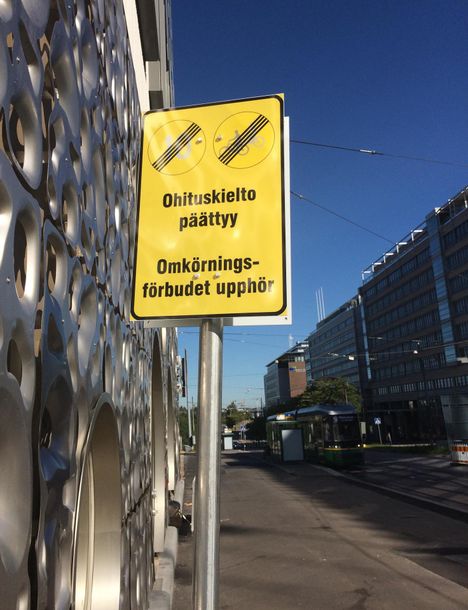 Ohituskielto
päättyy
Omkörnings-
förbudet upphör